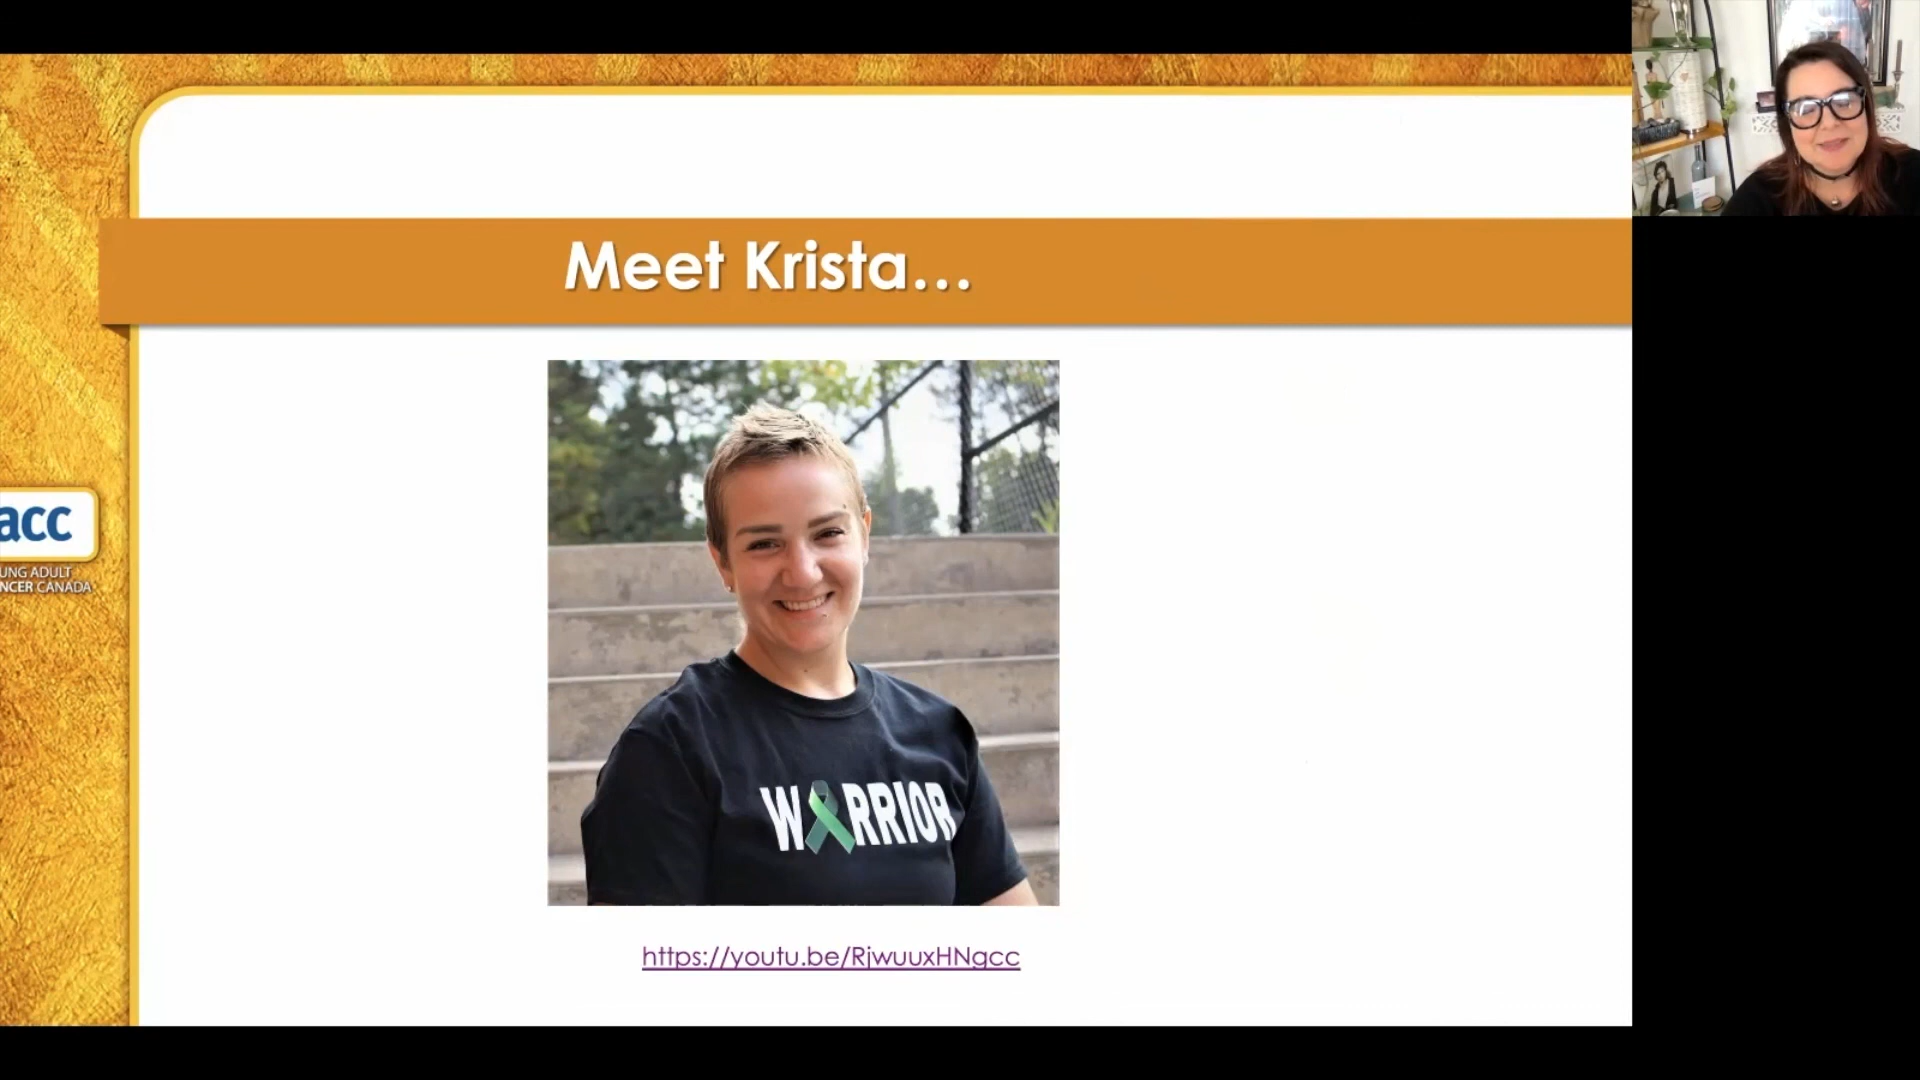 Meet Krista...
WARRIOR
https://youtu.be/RjwuuxHNgcc
acc
UNG ADULT
NCER CANADA